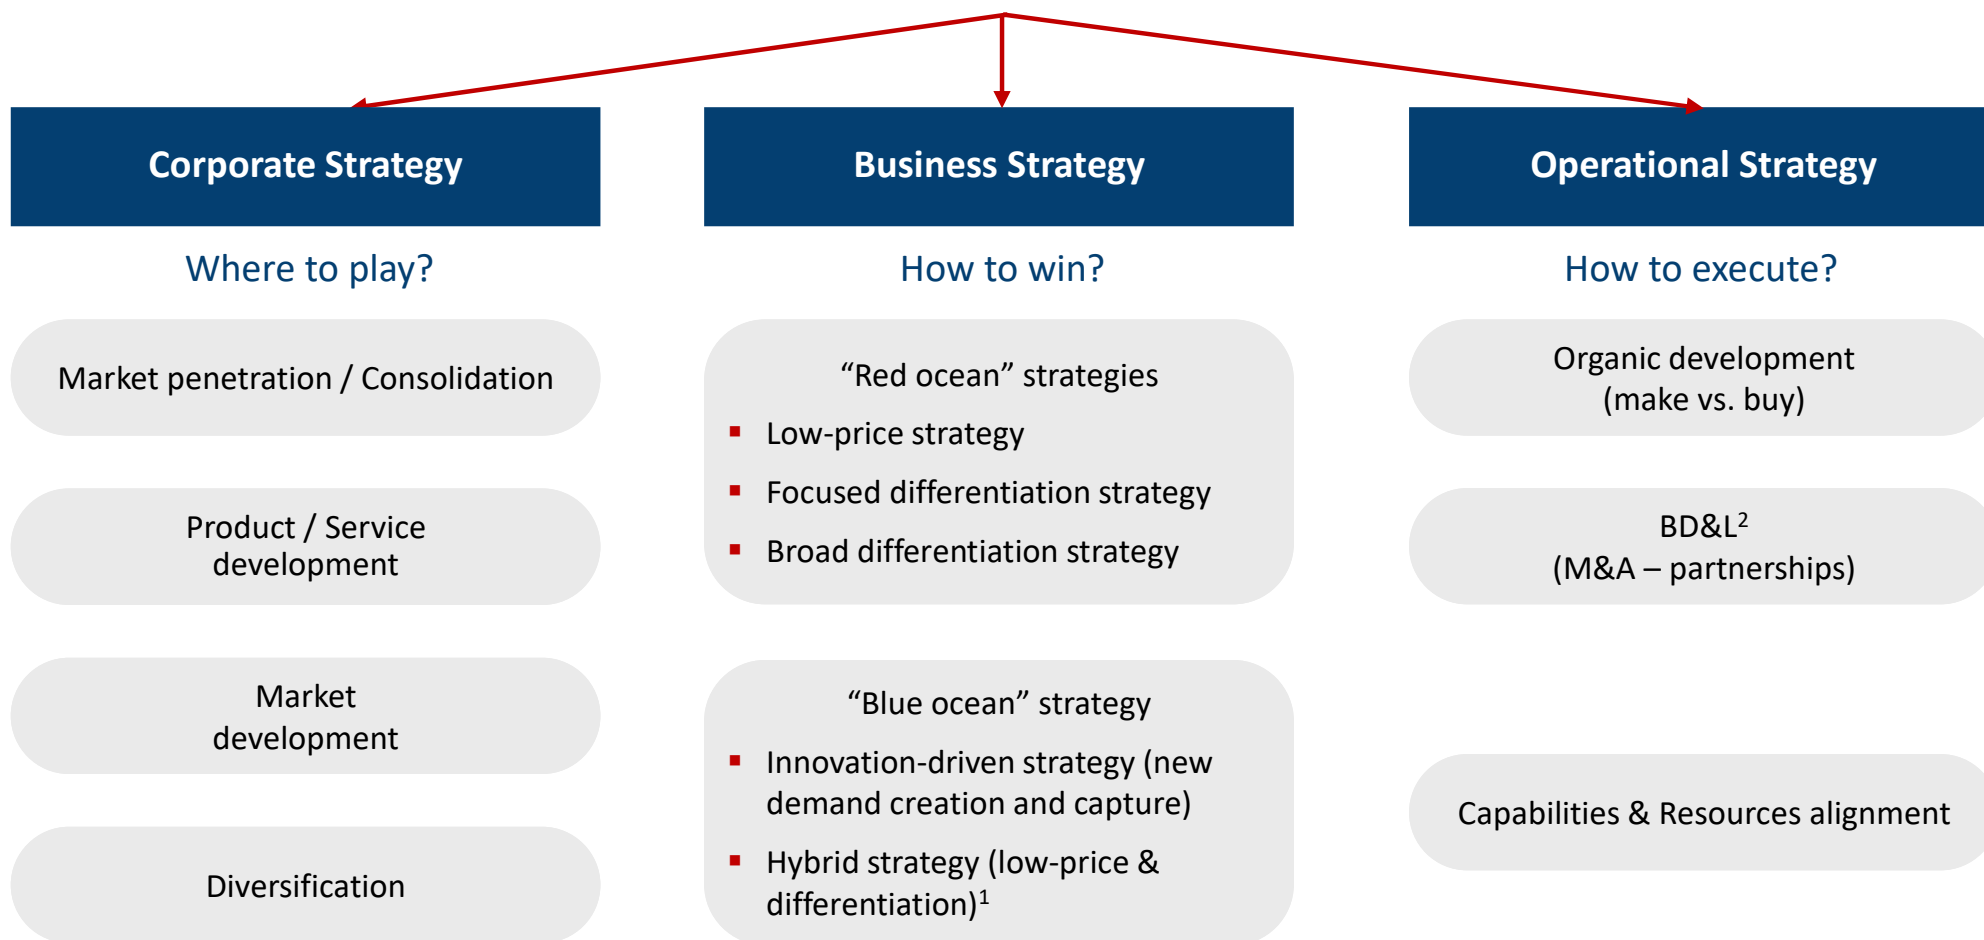 Corporate Strategy
Where to play?
Market penetration / Consolidation
Product / Service
development
Market
development
Diversification
Business Strategy
How to win?
“Red ocean” strategies
▪ Low-price strategy
▪ Focused differentiation strategy
▪ Broad differentiation strategy
“Blue ocean” strategy
▪ Innovation-driven strategy (new
demand creation and capture)
▪ Hybrid strategy (low-price &
differentiation)¹
Operational Strategy
How to execute?
Organic development
(make vs. buy)
BD&L²
(M&A – partnerships)
Capabilities & Resources alignment